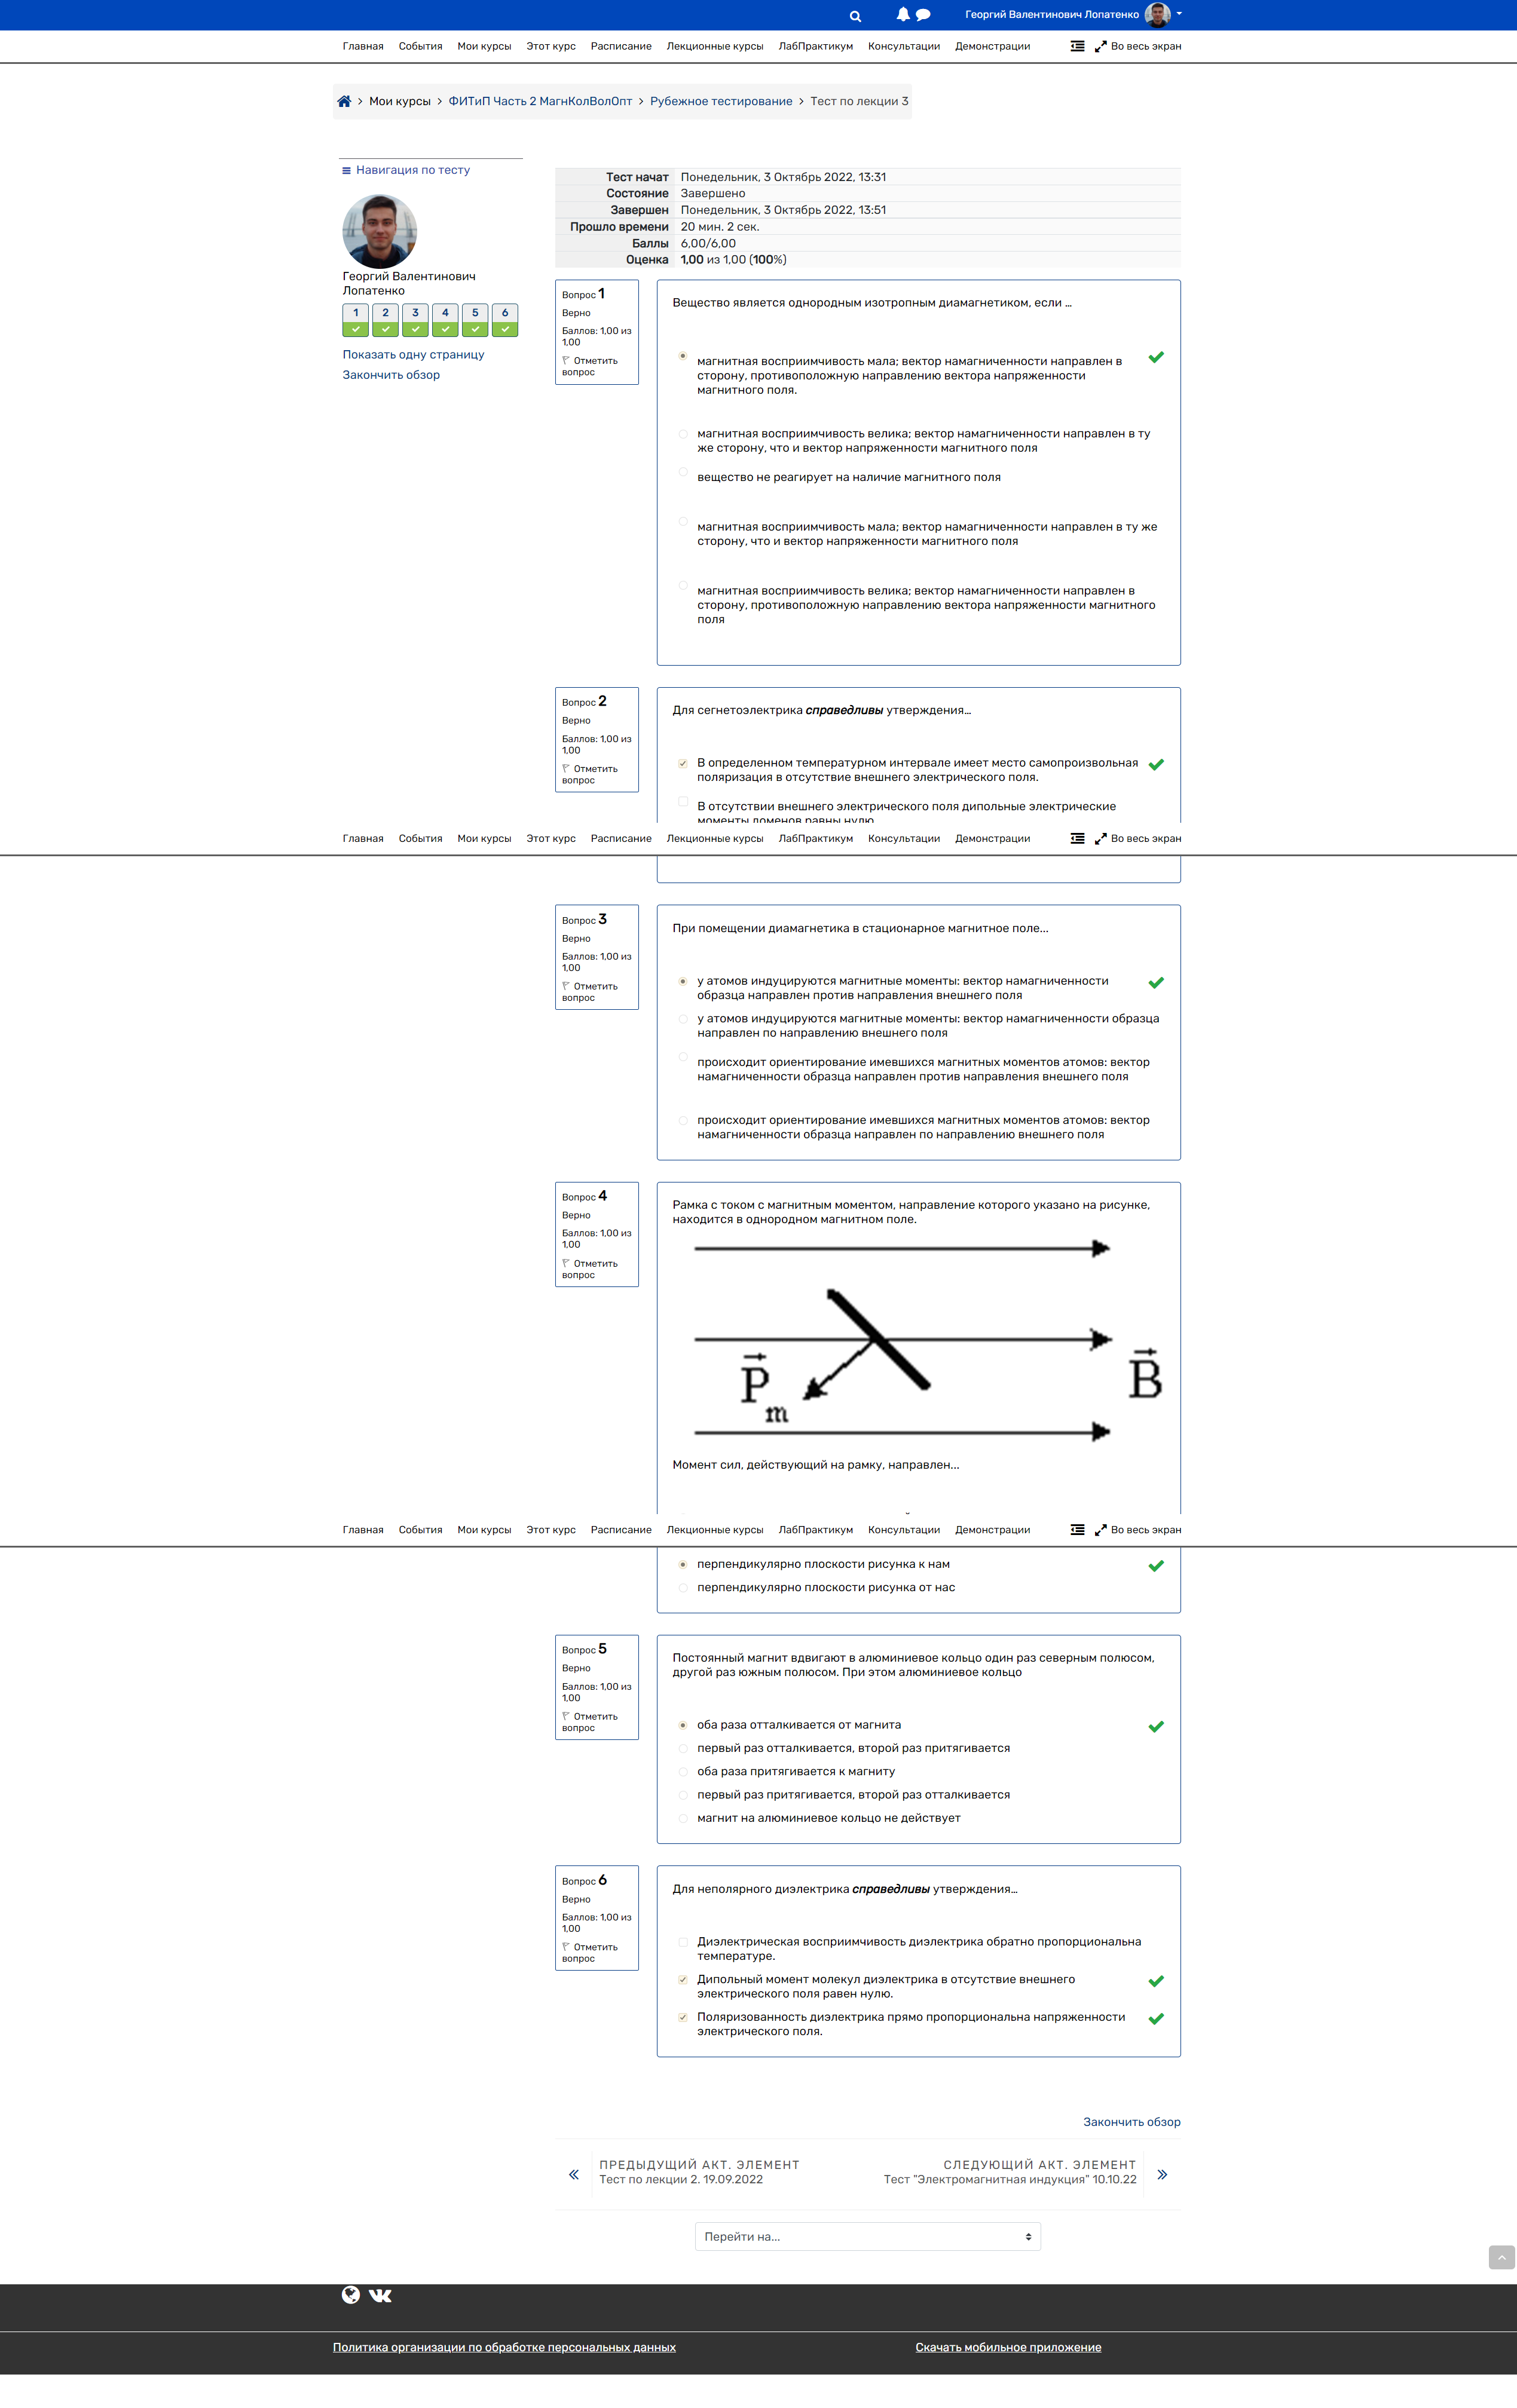 Георгий Валентинович Лопатенко
Главная События Мои курсы Этот курс Расписание Лекционные курсы ЛабПрактикум Консультации Демонстрации Во весь экран
Мои курсы > ФИТиП Часть 2 МагнКолВолОпт > Рубежное тестирование > Тест по лекции 3
Навигация по тесту
Георгий Валентинович
Лопатенко
1 2 3 4 5 6
Показать одну страницу
Закончить обзор
Тест начат Понедельник, 3 Октябрь 2022, 13:31
Состояние Завершено
Завершен Понедельник, 3 Октябрь 2022, 13:51
Прошло времени 20 мин. 2 сек.
Баллы 6,00/6,00
Оценка 1,00 из 1,00 (100%)
Вопрос 1
Верно
Баллов: 1,00 из
1,00
Отметить
вопрос
Вещество является однородным изотропным диамагнетиком, если ...
магнитная восприимчивость мала; вектор намагниченности направлен в
сторону, противоположную направлению вектора напряженности
магнитного поля.
магнитная восприимчивость велика; вектор намагниченности направлен в ту
же сторону, что и вектор напряженности магнитного поля
вещество не реагирует на наличие магнитного поля
магнитная восприимчивость мала; вектор намагниченности направлен в ту же
сторону, что и вектор напряженности магнитного поля
магнитная восприимчивость велика; вектор намагниченности направлен в
сторону, противоположную направлению вектора напряженности магнитного
поля
Вопрос 2
Верно
Баллов: 1,00 из
1,00
Отметить
вопрос
Для сегнетоэлектрика справедливы утверждения...
В определенном температурном интервале имеет место самопроизвольная
поляризация в отсутствие внешнего электрического поля.
В отсутствии внешнего электрического поля дипольные электрические
моменты доменов равны нулю
Главная События Мои курсы Этот курс Расписание Лекционные курсы ЛабПрактикум Консультации Демонстрации Во весь экран
Вопрос 3
Верно
Баллов: 1,00 из
1,00
Отметить
вопрос
При помещении диамагнетика в стационарное магнитное поле...
у атомов индуцируются магнитные моменты: вектор намагниченности
образца направлен против направления внешнего поля
у атомов индуцируются магнитные моменты: вектор намагниченности образца
направлен по направлению внешнего поля
происходит ориентирование имевшихся магнитных моментов атомов: вектор
намагниченности образца направлен против направления внешнего поля
происходит ориентирование имевшихся магнитных моментов атомов: вектор
намагниченности образца направлен по направлению внешнего поля
Вопрос 4
Верно
Баллов: 1,00 из
1,00
Отметить
вопрос
Рамка с током с магнитным моментом, направление которого указано на рисунке,
находится в однородном магнитном поле.
P m
B
Момент сил, действующий на рамку, направлен...
Главная События Мои курсы Этот курс Расписание Лекционные курсы ЛабПрактикум Консультации Демонстрации Во весь экран
перпендикулярно плоскости рисунка к нам
перпендикулярно плоскости рисунка от нас
Вопрос 5
Верно
Баллов: 1,00 из
1,00
Отметить
вопрос
Постоянный магнит вдвигают в алюминиевое кольцо один раз северным полюсом,
другой раз южным полюсом. При этом алюминиевое кольцо
оба раза отталкивается от магнита
первый раз отталкивается, второй раз притягивается
оба раза притягивается к магниту
первый раз притягивается, второй раз отталкивается
магнит на алюминиевое кольцо не действует
Вопрос 6
Верно
Баллов: 1,00 из
1,00
Отметить
вопрос
Для неполярного диэлектрика справедливы утверждения...
Диэлектрическая восприимчивость диэлектрика обратно пропорциональна
температуре.
Дипольный момент молекул диэлектрика в отсутствие внешнего
электрического поля равен нулю.
Поляризованность диэлектрика прямо пропорциональна напряженности
электрического поля.
Закончить обзор
ПРЕДЫДУЩИЙ АКТ. ЭЛЕМЕНТ
Тест по лекции 2. 19.09.2022
СЛЕДУЮЩИЙ АКТ. ЭЛЕМЕНТ
Тест "Электромагнитная индукция" 10.10.22
Перейти на...
Политика организации по обработке персональных данных
Скачать мобильное приложение